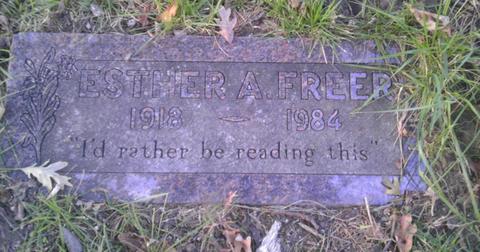 ESTHER A. FREER
1918 — 1984
"I'd rather be reading this"